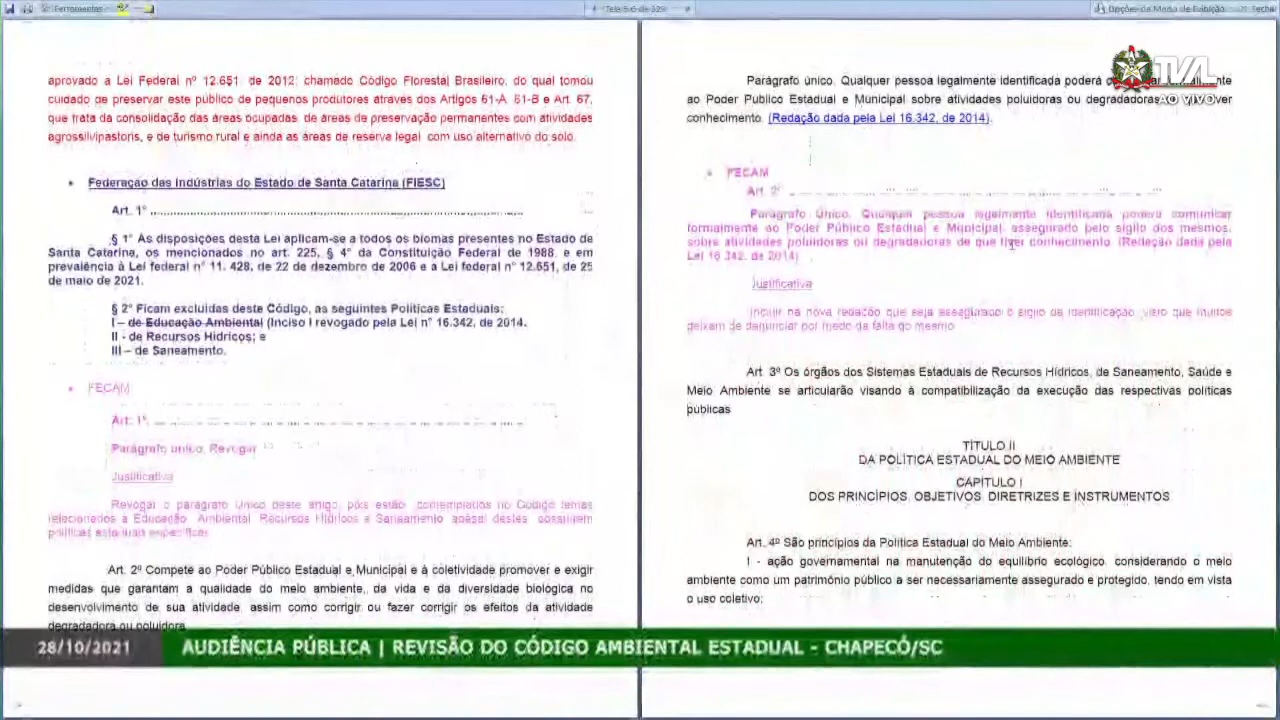 Ferramentas
Tela 5-6 de 329
Opções de Modo de Exibição
aprovado a Lei Federal nº 12.651, de 2012; chamado Código Florestal Brasileiro, do qual tomou
cuidado de preservar este público de pequenos produtores através dos Artigos 61-A, 61-B e Art. 67,
que trata da consolidação das áreas ocupadas de áreas de preservação permanentes com atividades
agrossilvipastoris, e de turismo rural e ainda as áreas de reserva legal com uso alternativo do solo.
• Federação das Indústrias do Estado de Santa Catarina (FIESC)
Art. 1º
§ 1° As disposições desta Lei aplicam-se a todos os biomas presentes no Estado de
Santa Catarina, os mencionados no art. 225, § 4° da Constituição Federal de 1988, e em
prevalência à Lei federal n° 11. 428, de 22 de dezembro de 2006 e a Lei federal n° 12.651, de 25
de maio de 2021.
§ 2° Ficam excluídas deste Código, as seguintes Políticas Estaduais:
I – de Educação Ambiental (Inciso I revogado pela Lei n° 16.342, de 2014.
II - de Recursos Hídricos; e
III – de Saneamento.
• FECAM
Art. 1º.
Parágrafo único. Revogar
Justificativa
Revogar o parágrafo Único deste artigo, pois estão contemplados no Código temas
relacionados a Educação Ambiental Recursos Hídricos e Saneamento apesar destes possuírem
políticas estaduais específicas
Art. 2º Compete ao Poder Público Estadual e Municipal e à coletividade promover e exigir
medidas que garantam a qualidade do meio ambiente, da vida e da diversidade biológica no
desenvolvimento de sua atividade, assim como corrigir ou fazer corrigir os efeitos da atividade
degradadora ou poluidora
Parágrafo único. Qualquer pessoa legalmente identificada poderá
ao Poder Público Estadual e Municipal sobre atividades poluidoras ou degradadoras
conhecimento. (Redação dada pela Lei 16.342, de 2014).
• FECAM
Art. 2º
Parágrafo Único. Qualquer pessoa legalmente identificada poderá comunicar
formalmente ao Poder Público Estadual e Municipal, assegurado pelo sigilo dos mesmos,
sobre atividades poluidoras ou degradadoras de que tiver conhecimento. (Redação dada pela
Lei 16.342, de 2014)
Justificativa
Incluir na nova redação que seja assegurado o sigilo da identificação, visto que muitos
deixam de denunciar por medo da falta do mesmo
Art. 3º Os órgãos dos Sistemas Estaduais de Recursos Hídricos, de Saneamento, Saúde e
Meio Ambiente se articularão visando à compatibilização da execução das respectivas políticas
públicas
TÍTULO II
DA POLÍTICA ESTADUAL DO MEIO AMBIENTE
CAPÍTULO I
DOS PRINCÍPIOS, OBJETIVOS, DIRETRIZES E INSTRUMENTOS
Art. 4º São princípios da Política Estadual do Meio Ambiente:
I - ação governamental na manutenção do equilíbrio ecológico, considerando o meio
ambiente como um patrimônio público a ser necessariamente assegurado e protegido, tendo em vista
o uso coletivo;
TVAL
AO VIVO
28/10/2021 AUDIÊNCIA PÚBLICA | REVISÃO DO CÓDIGO AMBIENTAL ESTADUAL - CHAPECÓ/SC